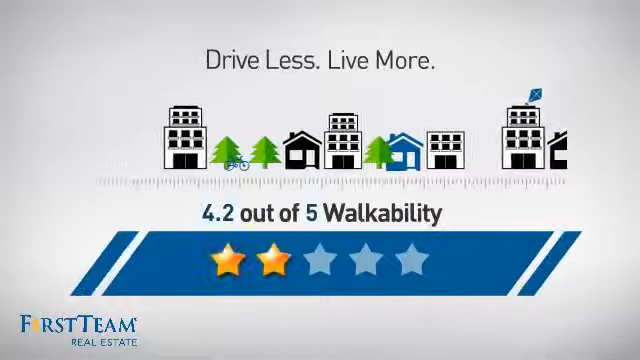 Drive Less. Live More.
4.2 out of 5 Walkability
FIRSTTEAM®
REAL ESTATE